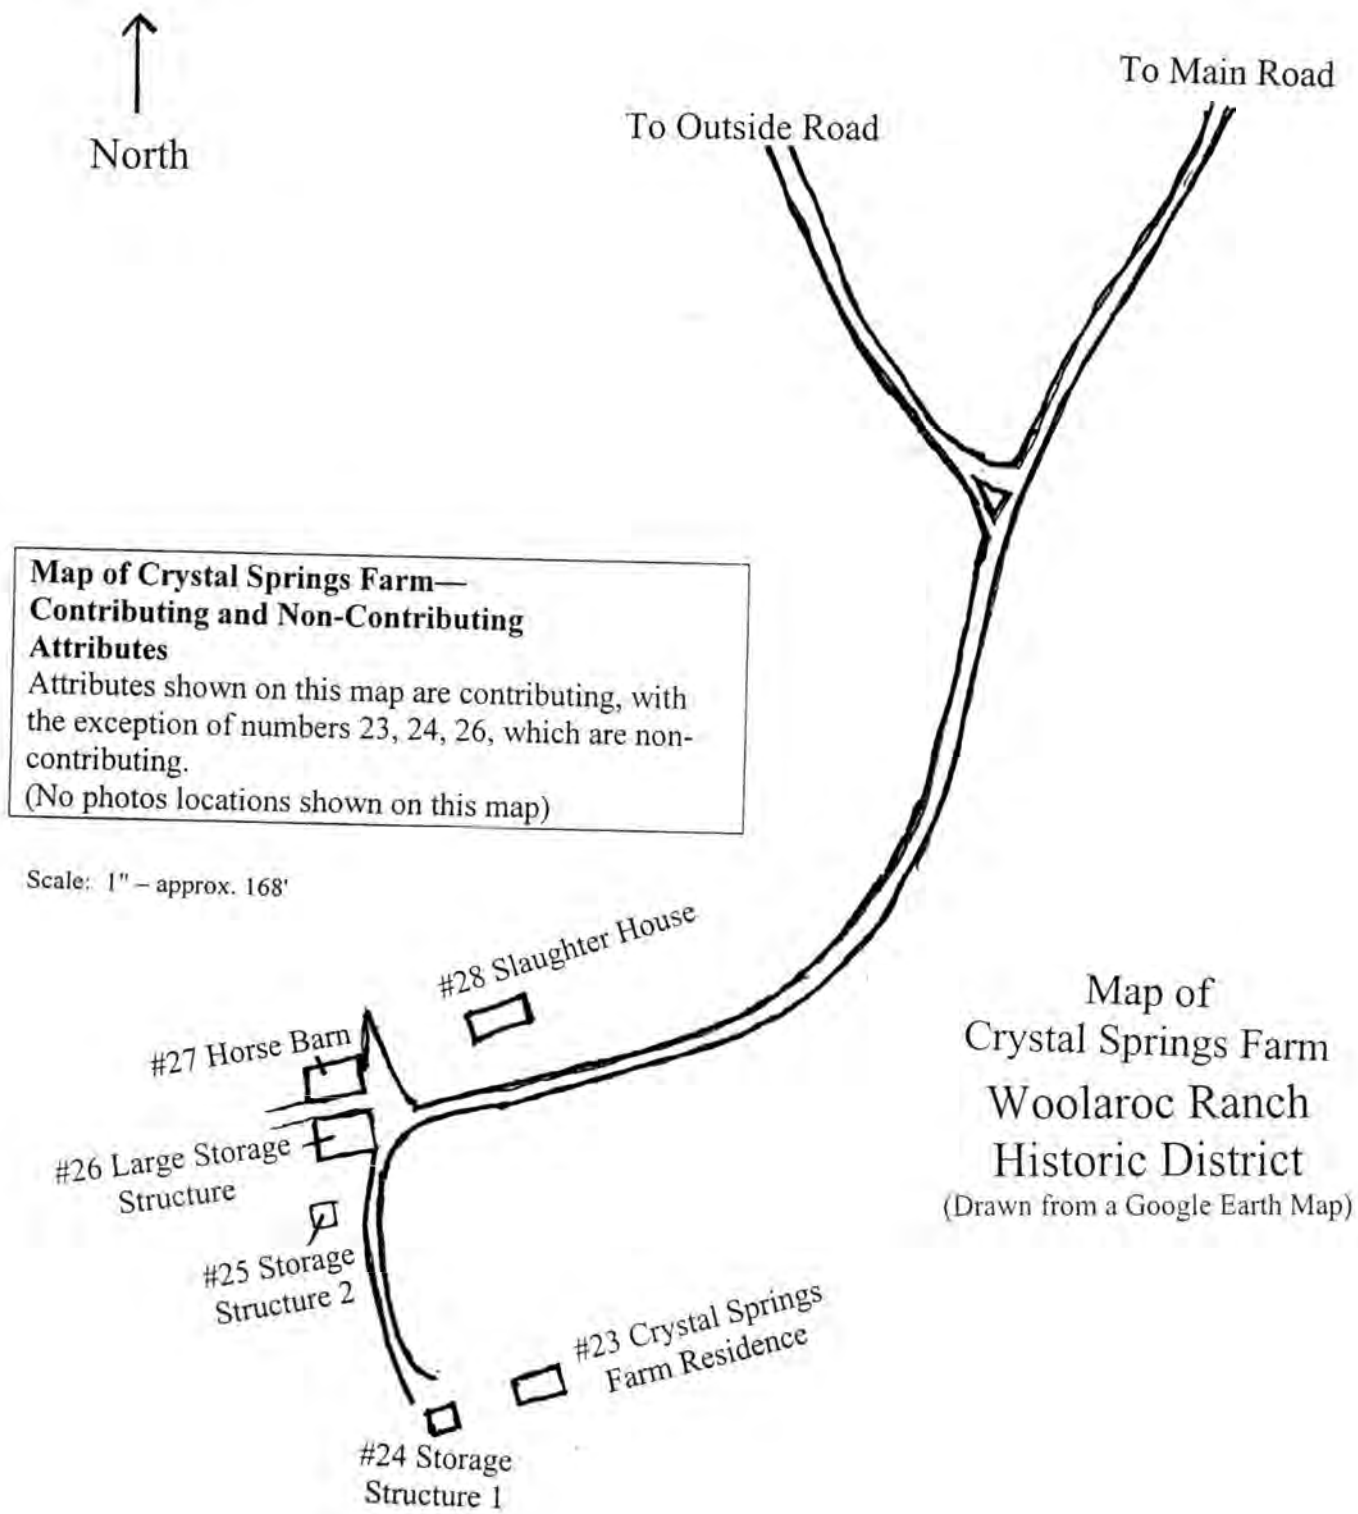 North
To Outside Road
To Main Road
Map of Crystal Springs Farm—
Contributing and Non-Contributing
Attributes
Attributes shown on this map are contributing, with
the exception of numbers 23, 24, 26, which are non-
contributing.
(No photos locations shown on this map)
Scale: 1" – approx. 168'
#28 Slaughter House
#27 Horse Barn
#26 Large Storage
Structure
#25 Storage
Structure 2
#23 Crystal Springs
Farm Residence
#24 Storage
Structure 1
Map of
Crystal Springs Farm
Woolaroc Ranch
Historic District
(Drawn from a Google Earth Map)